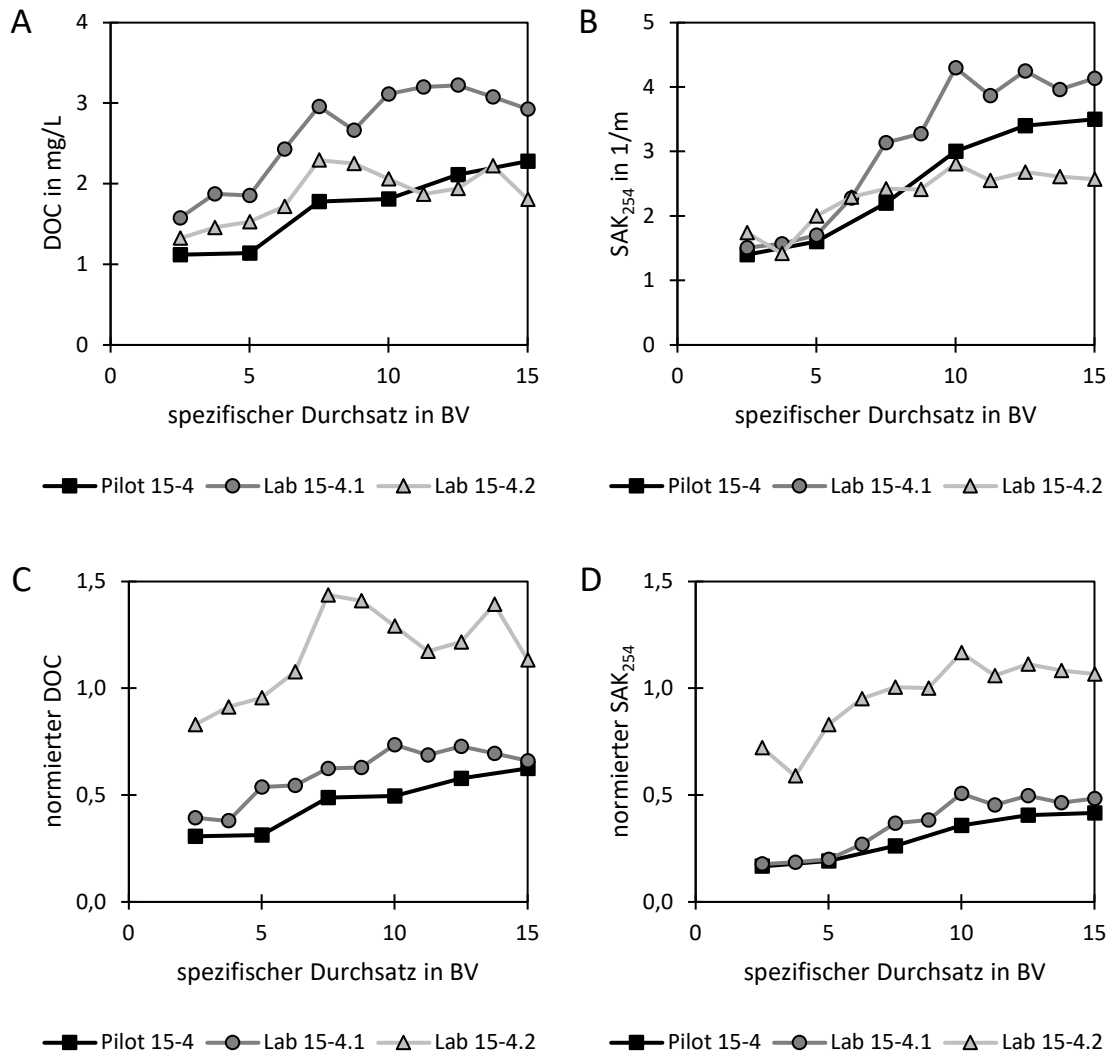 A
4
3
2
1
0
DOC in mg/L
0 5 10 15
spezifischer Durchsatz in BV
Pilot 15-4 Lab 15-4.1 Lab 15-4.2
B
5
4
3
2
1
0
SAK254 in 1/m
0 5 10 15
spezifischer Durchsatz in BV
Pilot 15-4 Lab 15-4.1 Lab 15-4.2
C
1,5
1,0
0,5
0,0
normierter DOC
0 5 10 15
spezifischer Durchsatz in BV
Pilot 15-4 Lab 15-4.1 Lab 15-4.2
D
1,5
1,0
0,5
0,0
normierter SAK254
0 5 10 15
spezifischer Durchsatz in BV
Pilot 15-4 Lab 15-4.1 Lab 15-4.2